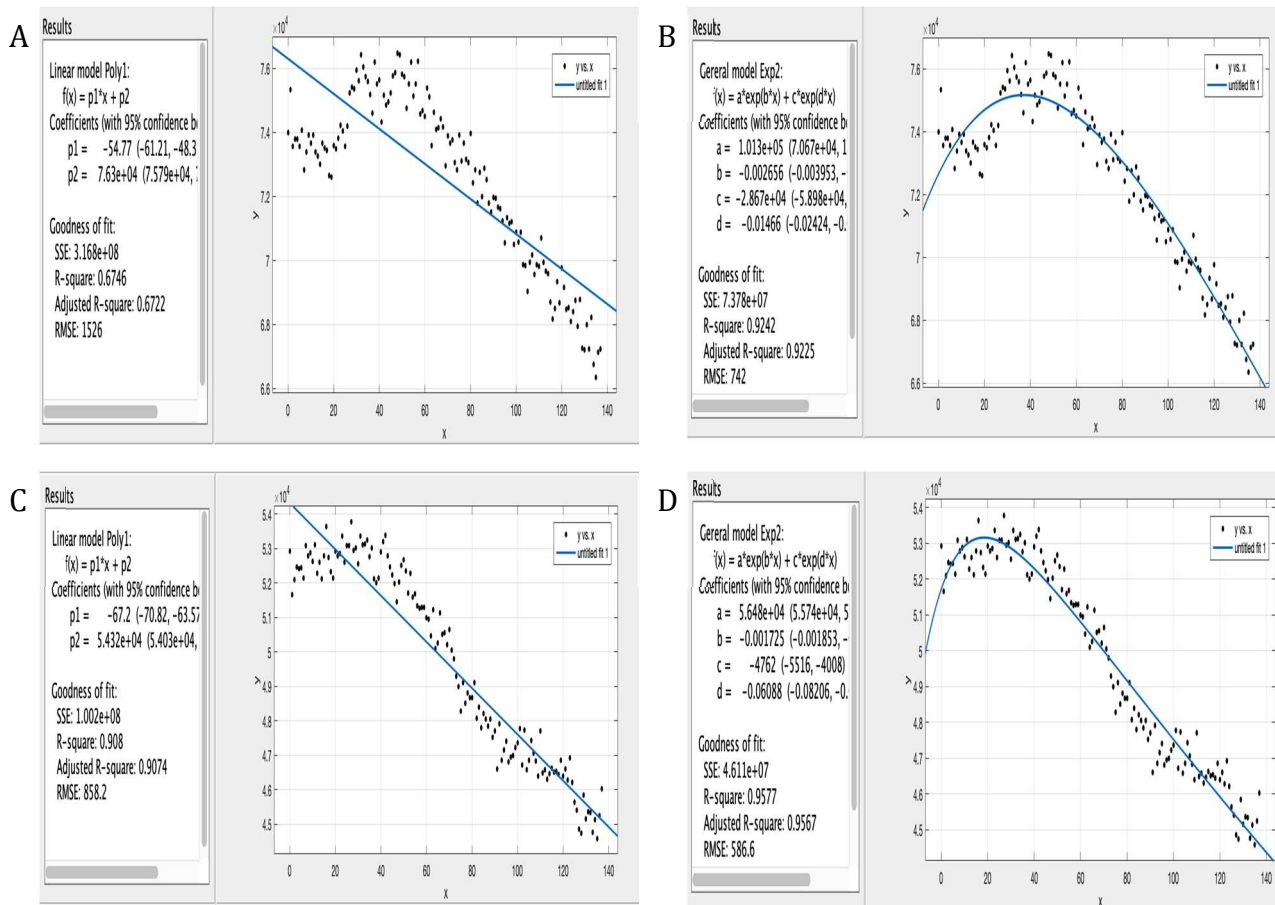 A
Results
Linear model Poly1:
f(x) = p1*x + p2
Coefficients (with 95% confidence b
p1 = −54.77 (−61.21, −48.3
p2 = 7.63e+04 (7.579e+04,
Goodness of fit:
SSE: 3.168e+08
R−square: 0.6746
Adjusted R−square: 0.6722
RMSE: 1526
×10⁴
7.6
7.4
7.2
7
6.8
6.6
y
0 20 40 60 80 100 120 140
x
y vs. x
untitled fit 1
B
Results
General model Exp2:
f(x) = a*exp(b*x) + c*exp(d*x)
Coefficients (with 95% confidence b
a = 1.013e+05 (7.067e+04, 1
b = −0.002656 (−0.003953, −
c = −2.867e+04 (−5.898e+04,
d = −0.01466 (−0.02424, −0.
Goodness of fit:
SSE: 7.378e+07
R−square: 0.9242
Adjusted R−square: 0.9225
RMSE: 742
×10⁴
7.6
7.4
7.2
7
6.8
6.6
y
0 20 40 60 80 100 120 140
x
y vs. x
untitled fit 1
C
Results
Linear model Poly1:
f(x) = p1*x + p2
Coefficients (with 95% confidence b
p1 = −67.2 (−70.82, −63.57
p2 = 5.432e+04 (5.403e+04,
Goodness of fit:
SSE: 1.002e+08
R−square: 0.908
Adjusted R−square: 0.9074
RMSE: 858.2
×10⁴
5.4
5.3
5.2
5.1
5
4.9
4.8
4.7
4.6
4.5
y
0 20 40 60 80 100 120 140
x
y vs. x
untitled fit 1
D
Results
General model Exp2:
f(x) = a*exp(b*x) + c*exp(d*x)
Coefficients (with 95% confidence b
a = 5.648e+04 (5.574e+04, 5
b = −0.001725 (−0.001853, −
c = −4762 (−5516, −4008)
d = −0.06088 (−0.08206, −0.
Goodness of fit:
SSE: 4.611e+07
R−square: 0.9577
Adjusted R−square: 0.9567
RMSE: 586.6
×10⁴
5.4
5.3
5.2
5.1
5
4.9
4.8
4.7
4.6
4.5
y
0 20 40 60 80 100 120 140
x
y vs. x
untitled fit 1